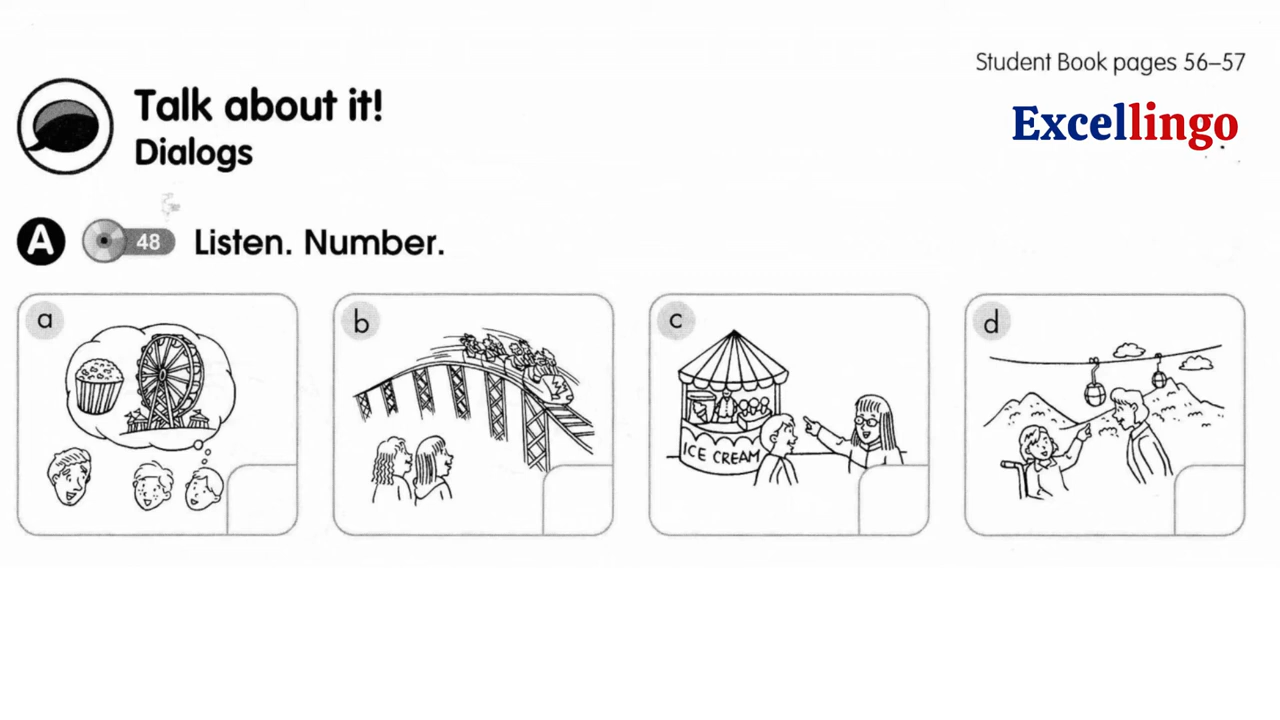 Student Book pages 56–57
Talk about it!
Excellingo
Dialogs
A 48 Listen. Number.
a
b
c
d
ICE CREAM